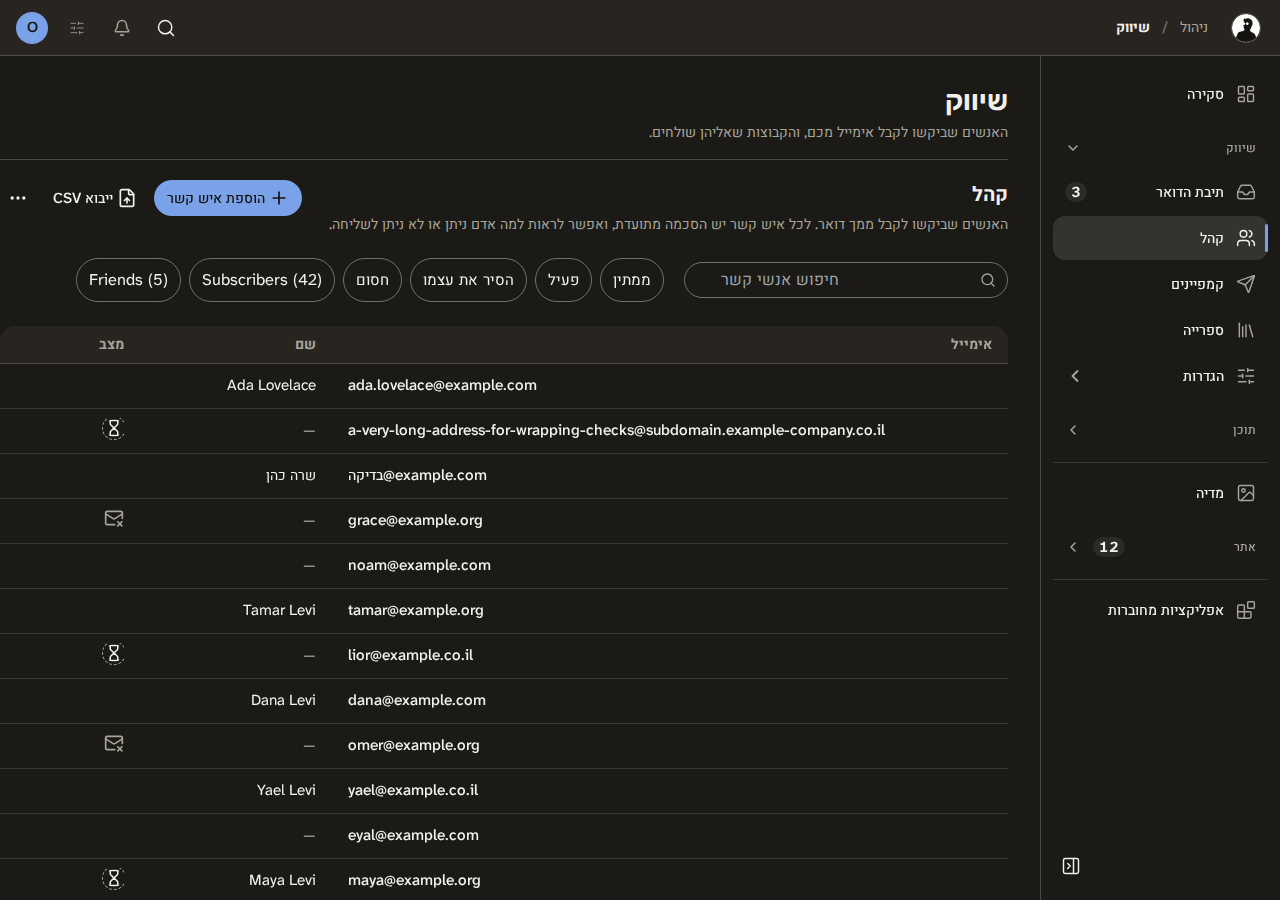 ניהול / שיווק
O
סקירה
שיווק
תיבת הדואר 3
קהל
קמפיינים
ספרייה
הגדרות
תוכן
מדיה
אתר 12
אפליקציות מחוברות
שיווק
האנשים שביקשו לקבל אימייל מכם, והקבוצות שאליהן שולחים.
קהל
הוספת איש קשר
ייבוא CSV
האנשים שביקשו לקבל ממך דואר. לכל איש קשר יש הסכמה מתועדת, ואפשר לראות למה אדם ניתן או לא ניתן לשליחה.
חיפוש אנשי קשר
ממתין
פעיל
הסיר את עצמו
חסום
Subscribers (42)
Friends (5)
אימייל שם מצב
ada.lovelace@example.com Ada Lovelace
a-very-long-address-for-wrapping-checks@subdomain.example-company.co.il —
בדיקה@example.com שרה כהן
grace@example.org —
noam@example.com —
tamar@example.org Tamar Levi
lior@example.co.il —
dana@example.com Dana Levi
omer@example.org —
yael@example.co.il Yael Levi
eyal@example.com —
maya@example.org Maya Levi